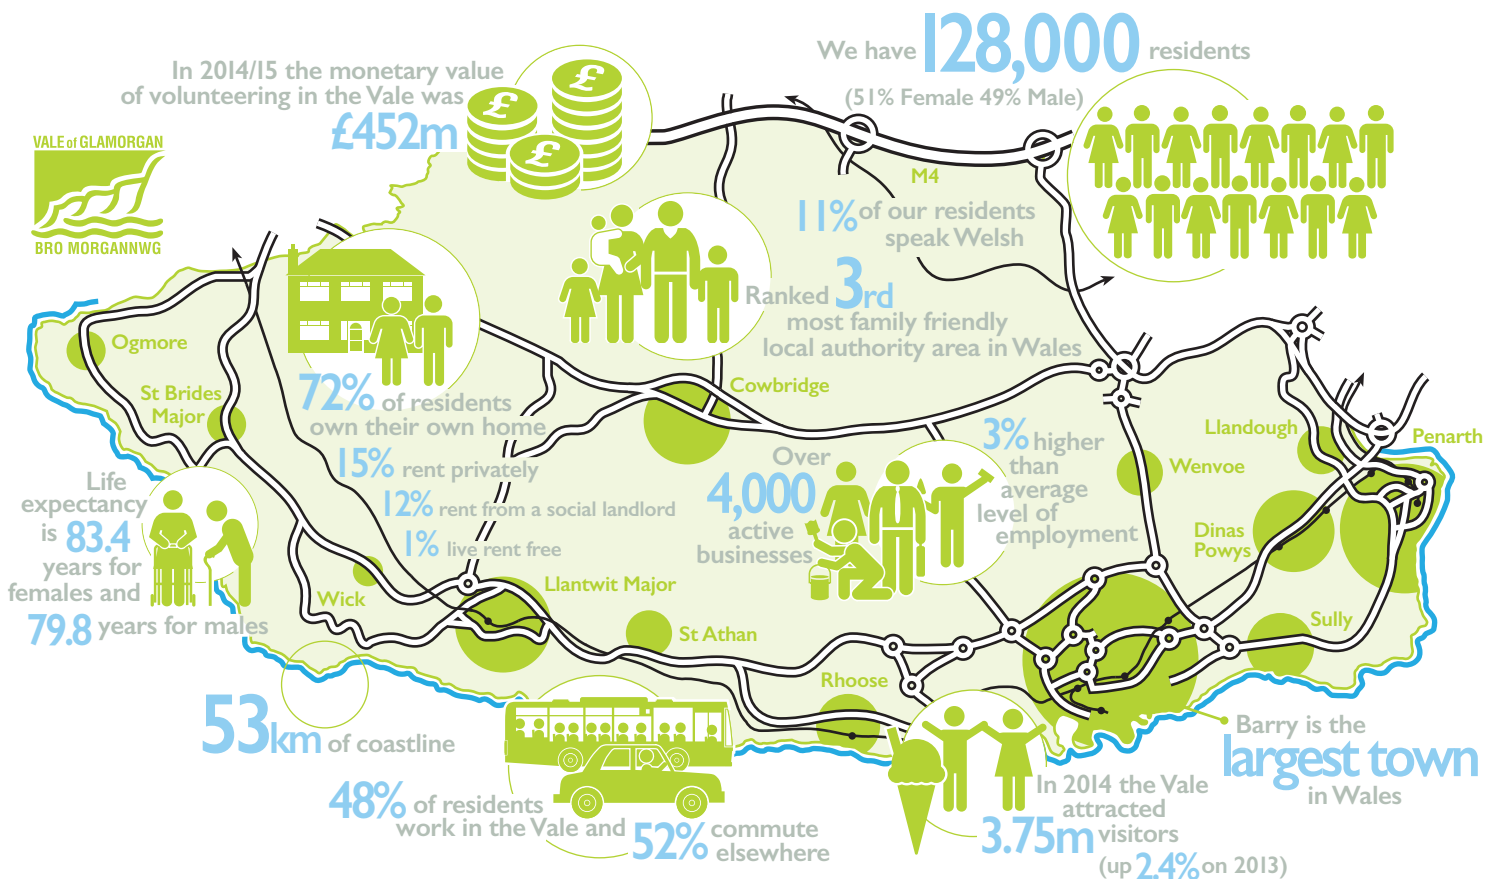 We have 128,000 residents
(51% Female 49% Male)
In 2014/15 the monetary value
of volunteering in the Vale was
£452m
£
£
£
VALE of GLAMORGAN
BRO MORGANNWG
M4
11% of our residents
speak Welsh
Ranked 3rd
most family friendly
local authority area in Wales
Ogmore
St Brides
Major
Cowbridge
72% of residents
own their own home
15% rent privately
12% rent from a social landlord
1% live rent free
Over
4,000
active
businesses
3% higher
than
average
level of
employment
Llandough
Penarth
Wenvoe
Dinas
Powys
Life
expectancy
is 83.4
years for
females and
79.8 years for males
Wick
Llantwit Major
St Athan
Sully
Rhoose
53km of coastline
48% of residents
work in the Vale and 52% commute
elsewhere
Barry is the
largest town
in Wales
In 2014 the Vale
attracted
3.75m visitors
(up 2.4% on 2013)